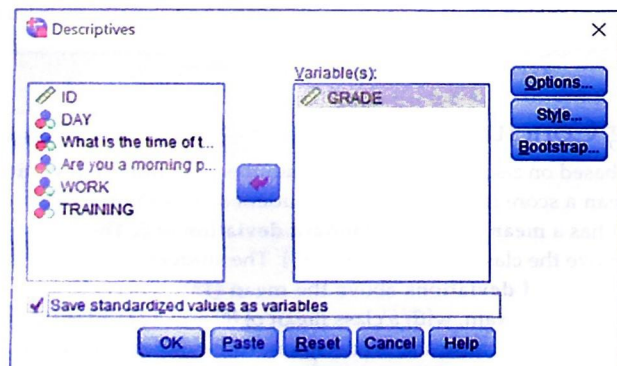 Descriptives
Variable(s):
ID
DAY
What is the time of t...
Are you a morning p...
WORK
TRAINING
GRADE
Options...
Style...
Bootstrap...
Save standardized values as variables
OK Paste Reset Cancel Help